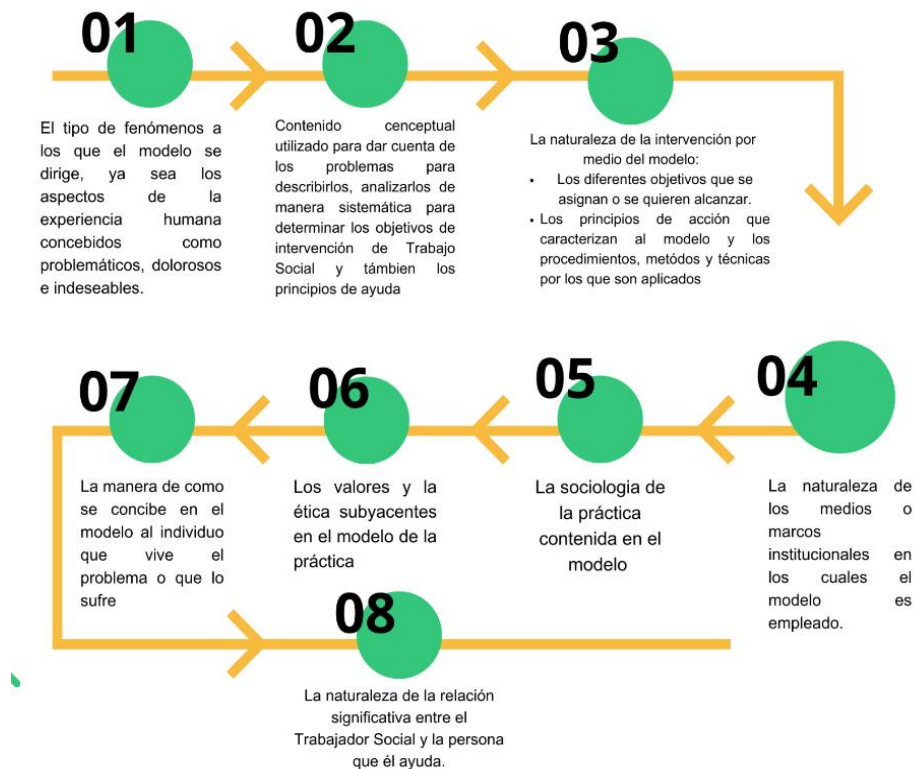 01
El tipo de fenómenos a
los que el modelo se
dirige, ya sea los
aspectos de la
experiencia humana
concebidos como
problemáticos, dolorosos
e indeseables.
02
Contenido cenceptual
utilizado para dar cuenta de
los problemas para
describirlos, analizarlos de
manera sistemática para
determinar los objetivos de
intervención de Trabajo
Social y támbien los
principios de ayuda
03
La naturaleza de la intervención por
medio del modelo:
• Los diferentes objetivos que se
asignan o se quieren alcanzar.
• Los principios de acción que
caracterizan al modelo y los
procedimientos, metódos y técnicas
por los que son aplicados
04
La naturaleza de
los medios o
marcos
institucionales en
los cuales el
modelo es
empleado.
05
La sociologia de
la práctica
contenida en el
modelo
06
Los valores y la
ética subyacentes
en el modelo de la
práctica
07
La manera de como
se concibe en el
modelo al individuo
que vive el
problema o que lo
sufre
08
La naturaleza de la relación
significativa entre el
Trabajador Social y la persona
que él ayuda.